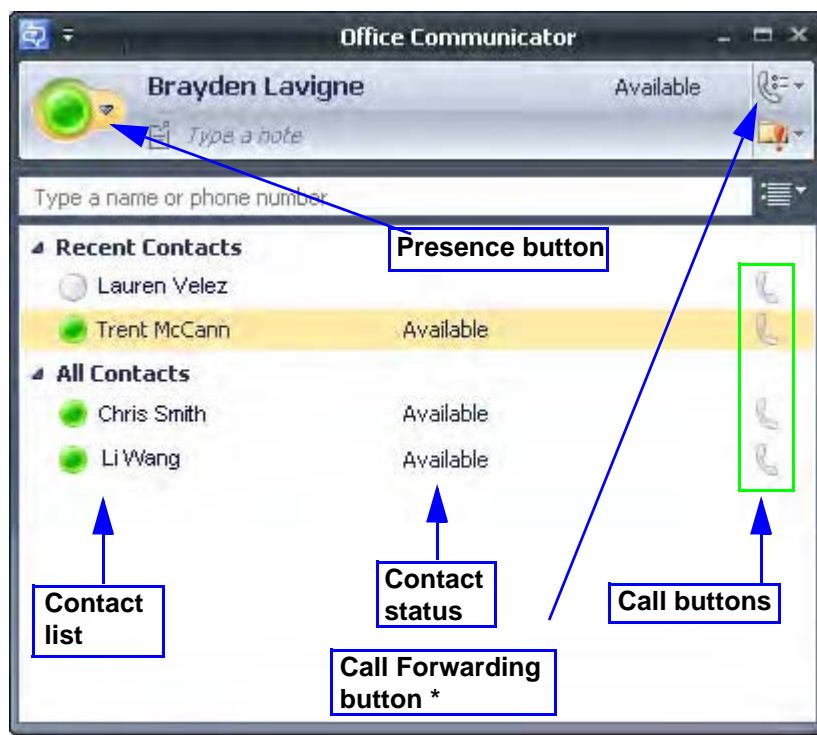 Office Communicator
Brayden Lavigne Available
Type a note
Type a name or phone number
Presence button
Recent Contacts
Lauren Velez
Trent McCann Available
All Contacts
Chris Smith Available
Li Wang Available
Contact
list
Contact
status
Call buttons
Call Forwarding
button *